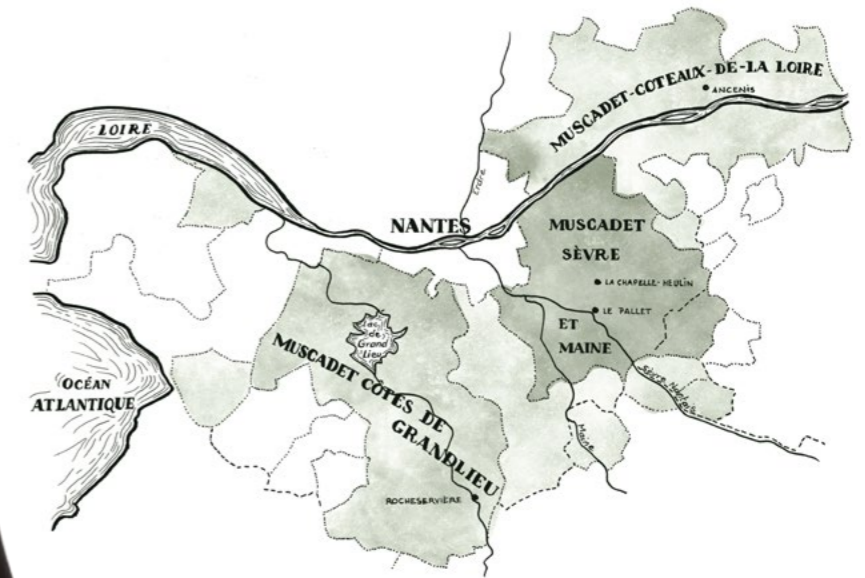 MUSCADET-COTEAUX-DE-LA LOIRE
ANCENIS
LOIRE
Erdre
NANTES
MUSCADET
SÈVRE
LA CHAPELLE-HEULIN
LE PALLET
ET
MAINE
Lac
de
Grand
Lieu
MUSCADET CÔTES DE
GRANDLIEU
OCÉAN
ATLANTIQUE
Sèvre Nantaise
Maine
ROCHESERVIÈRE